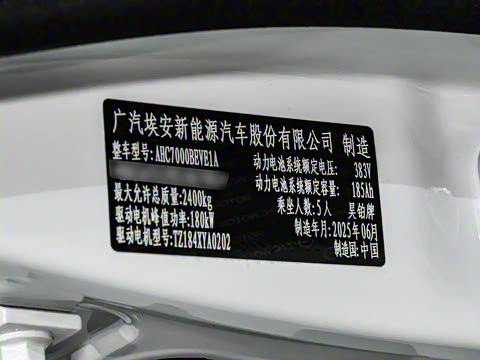 广汽埃安新能源汽车股份有限公司 制造
整车型号:AHC7000BEVE1A
动力电池系统额定电压: 383V
动力电池系统额定容量: 185Ah
最大允许总质量:2400kg
乘坐人数:5人 昊铂牌
驱动电机峰值功率:180kW
制造年月:2025年06月
驱动电机型号:TZ184XYA0202
制造国:中国